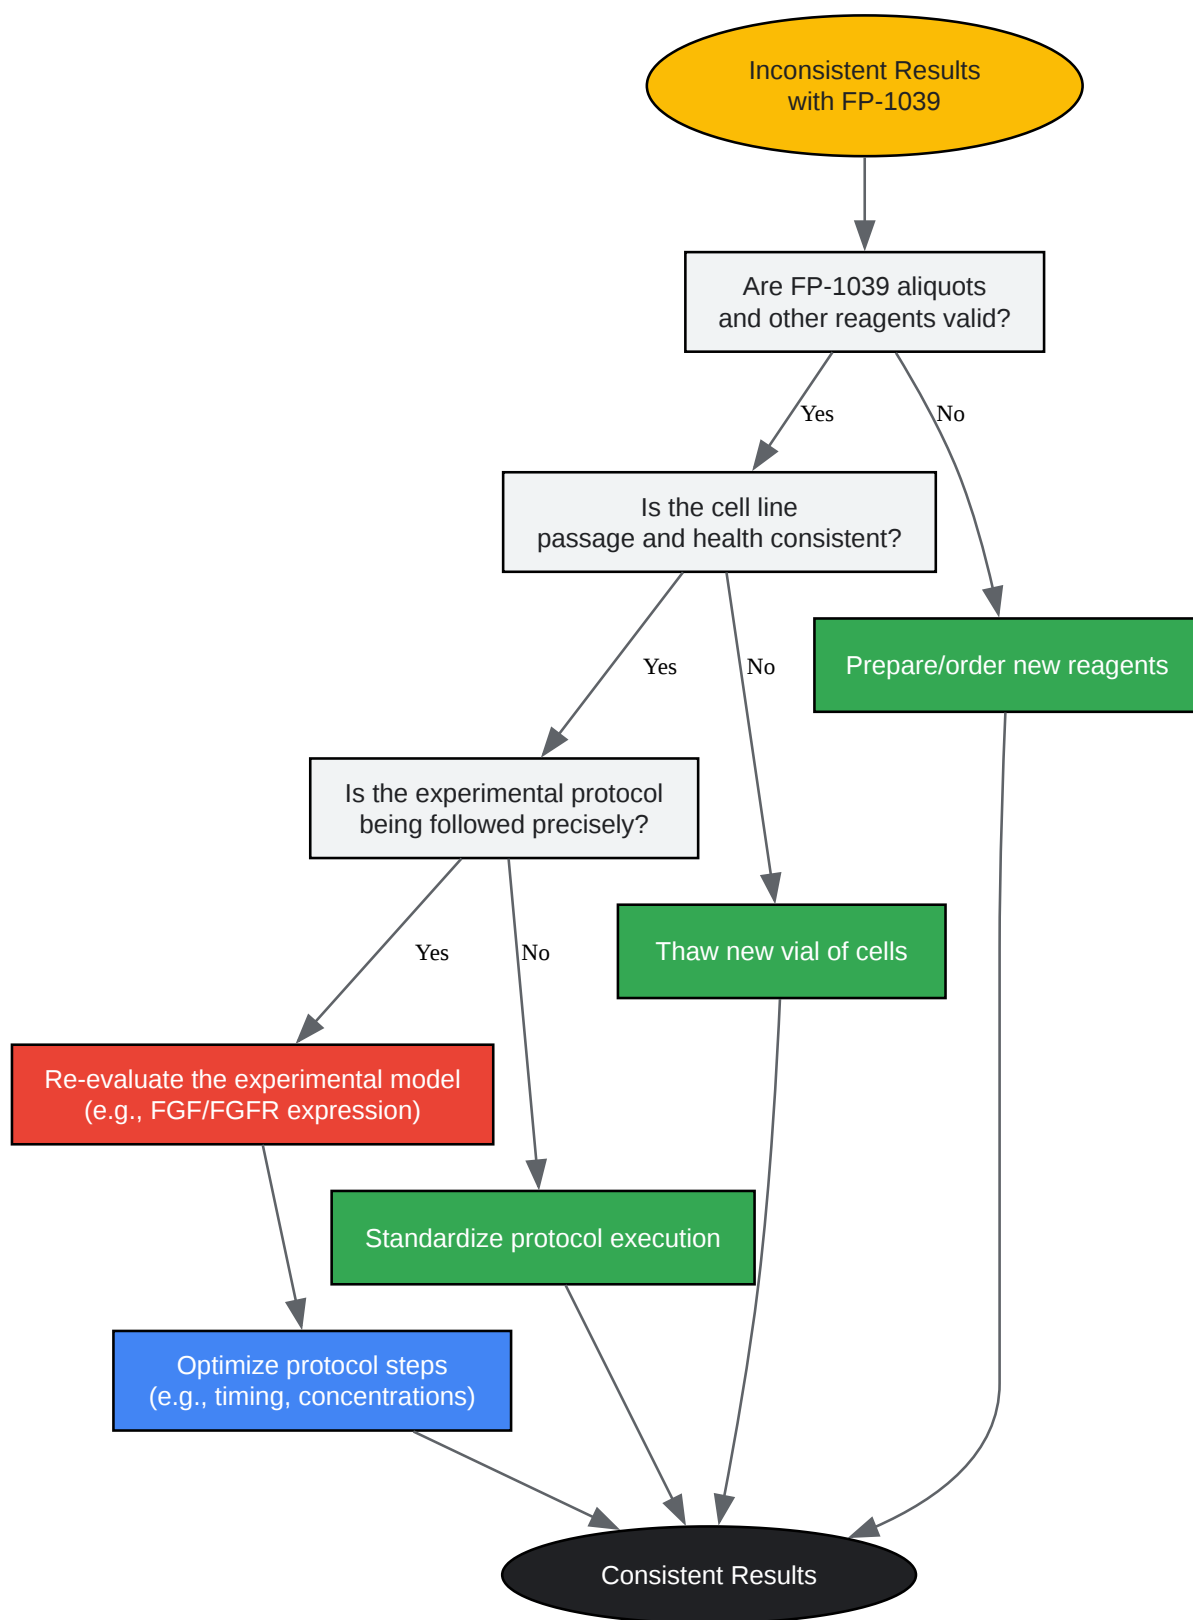 Inconsistent Results
with FP-1039
Are FP-1039 aliquots
and other reagents valid?
Yes
No
Is the cell line
passage and health consistent?
Yes
No
Prepare/order new reagents
Is the experimental protocol
being followed precisely?
Yes
No
Thaw new vial of cells
Re-evaluate the experimental model
(e.g., FGF/FGFR expression)
Standardize protocol execution
Optimize protocol steps
(e.g., timing, concentrations)
Consistent Results